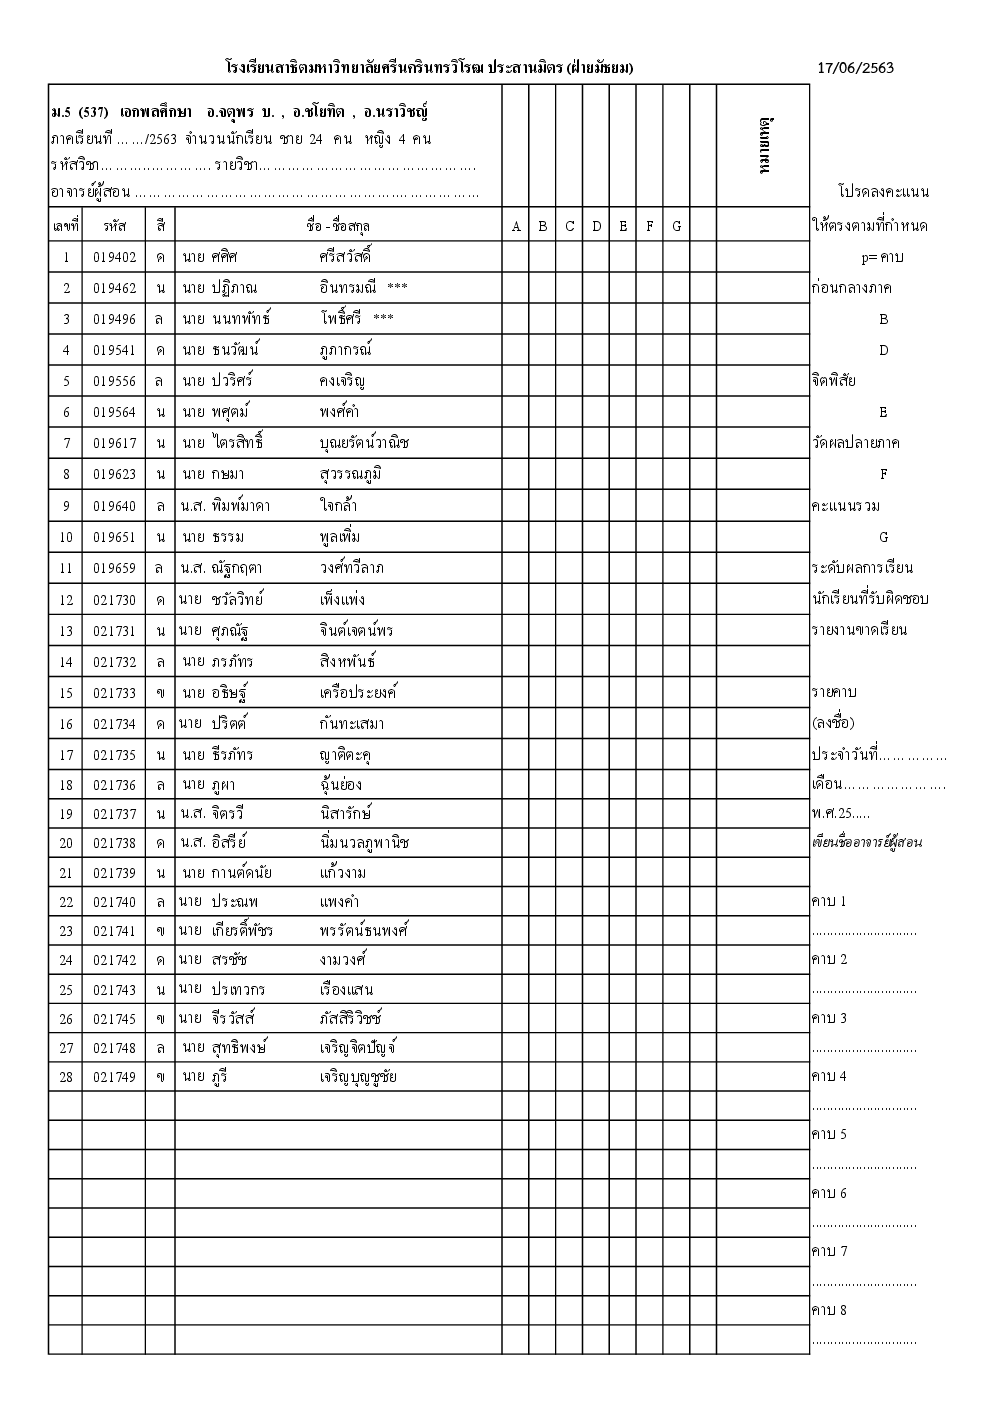 โรงเรียนสาธิตมหาวิทยาลัยศรีนครินทรวิโรฒ ประสานมิตร (ฝ่ายมัธยม) 17/06/2563
ม.5 (537) เอกพลศึกษา อ.จตุพร บ. , อ.ชโยทิต , อ.นราวิชญ์
หมายเหตุ
ภาคเรียนที่ ……/2563 จำนวนนักเรียน ชาย 24 คน หญิง 4 คน
รหัสวิชา…………………. รายวิชา……………………………………….
อาจารย์ผู้สอน ……………………………………………………………… โปรดลงคะแนน
เลขที่ รหัส สี ชื่อ - ชื่อสกุล A B C D E F G ให้ตรงตามที่กำหนด
1 019402 ด นาย ศศิศ ศรีสวัสดิ์ p= คาบ
2 019462 น นาย ปฏิภาณ อินทรมณี *** ก่อนกลางภาค
3 019496 ล นาย นนทพัทธ์ โพธิ์ศรี *** B
4 019541 ด นาย ธนวัฒน์ ภูภากรณ์ D
5 019556 ล นาย ปวริศร์ คงเจริญ จิตพิสัย
6 019564 น นาย พศุตม์ พงศ์คำ E
7 019617 น นาย ไตรสิทธิ์ บุณยรัตน์วาณิช วัดผลปลายภาค
8 019623 น นาย กษมา สุวรรณภูมิ F
9 019640 ล น.ส. พิมพ์มาดา ใจกล้า คะแนนรวม
10 019651 น นาย ธรรม พูลเพิ่ม G
11 019659 ล น.ส. ณัฐกฤตา วงศ์ทวีลาภ ระดับผลการเรียน
12 021730 ด นาย ชวัลวิทย์ เพ็งแพ่ง นักเรียนที่รับผิดชอบ
13 021731 น นาย ศุภณัฐ จินต์เจตน์พร รายงานขาดเรียน
14 021732 ล นาย ภรภัทร สิงหพันธ์
15 021733 ฃ นาย อธิษฐ์ เครือประยงค์ รายคาบ
16 021734 ด นาย ปริตต์ กันทะเสมา (ลงชื่อ)
17 021735 น นาย ธีรภัทร ญาติตะคุ ประจำวันที่……………
18 021736 ล นาย ภูผา ฉุ้นย่อง เดือน………………….
19 021737 น น.ส. จิตรวี นิสารักษ์ พ.ศ.25.....
20 021738 ด น.ส. อิสรีย์ นิ่มนวลภูพานิช เขียนชื่ออาจารย์ผู้สอน
21 021739 น นาย กานต์ดนัย แก้วงาม
22 021740 ล นาย ประณพ แพงคำ คาบ 1
23 021741 ฃ นาย เกียรติ์พัชร พรรัตน์ธนพงศ์ ............................
24 021742 ด นาย สรชัช งามวงศ์ คาบ 2
25 021743 น นาย ปรเทวกร เรืองแสน ............................
26 021745 ฃ นาย จีรวัสส์ ภัสสิริวิชช์ คาบ 3
27 021748 ล นาย สุทธิพงษ์ เจริญจิตปัญจ์ ............................
28 021749 ฃ นาย ภูรี เจริญบุญชูชัย คาบ 4
............................
คาบ 5
............................
คาบ 6
............................
คาบ 7
............................
คาบ 8
............................